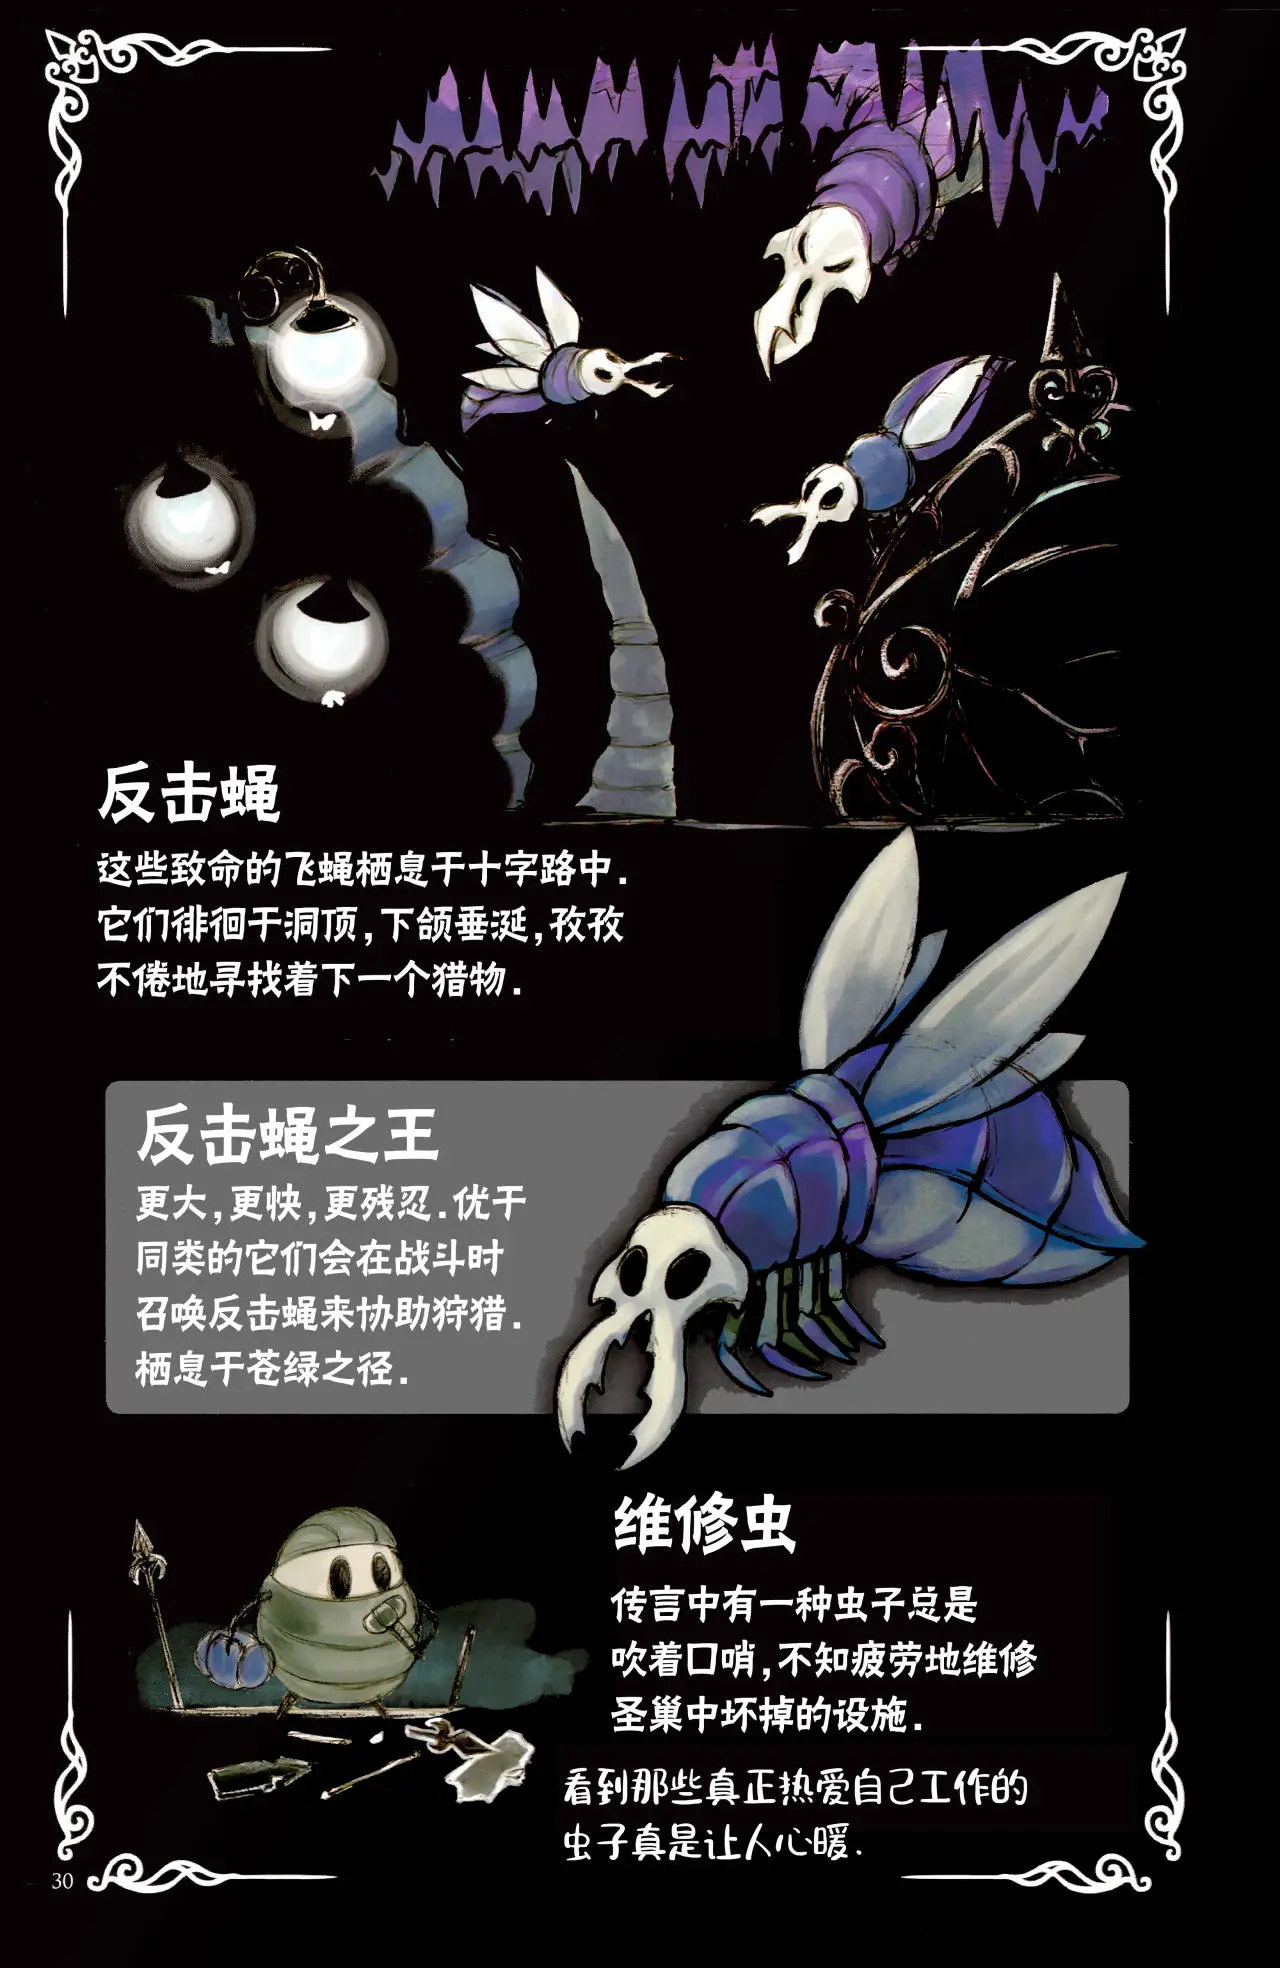 反击蝇
这些致命的飞蝇栖息于十字路中.
它们徘徊于洞顶,下颌垂涎,孜孜
不倦地寻找着下一个猎物.
反击蝇之王
更大,更快,更残忍.优于
同类的它们会在战斗时
召唤反击蝇来协助狩猎.
栖息于苍绿之径.
维修虫
传言中有一种虫子总是
吹着口哨,不知疲劳地维修
圣巢中坏掉的设施.
看到那些真正热爱自己工作的
虫子真是让人心暖.
30